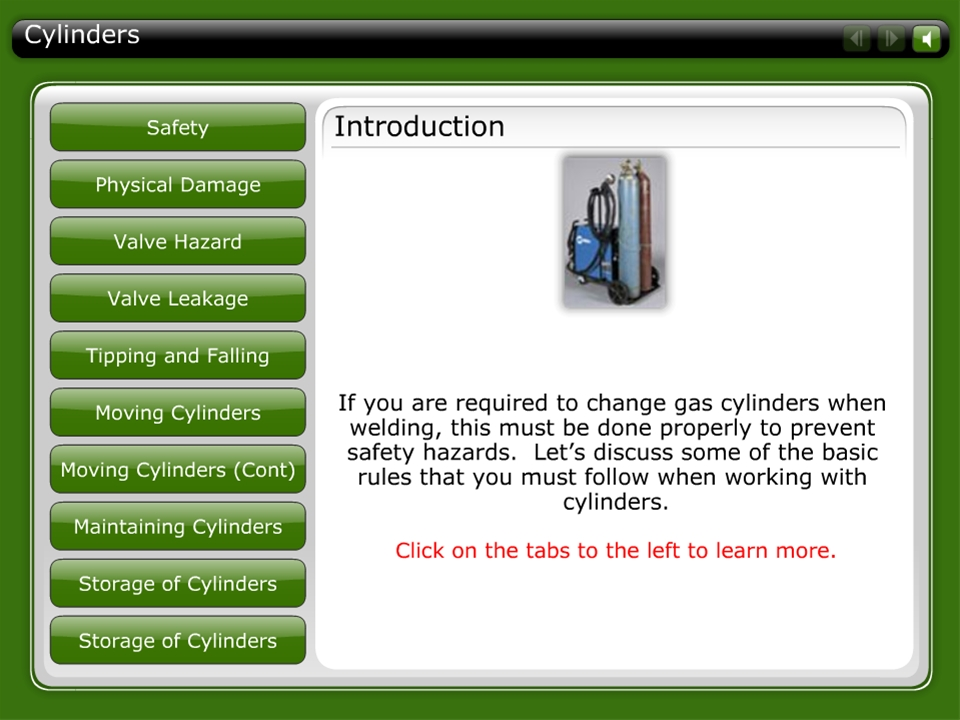 Cylinders
Safety
Physical Damage
Valve Hazard
Valve Leakage
Tipping and Falling
Moving Cylinders
Moving Cylinders (Cont)
Maintaining Cylinders
Storage of Cylinders
Storage of Cylinders
Introduction
If you are required to change gas cylinders when
welding, this must be done properly to prevent
safety hazards.  Let’s discuss some of the basic
rules that you must follow when working with
cylinders.
Click on the tabs to the left to learn more.